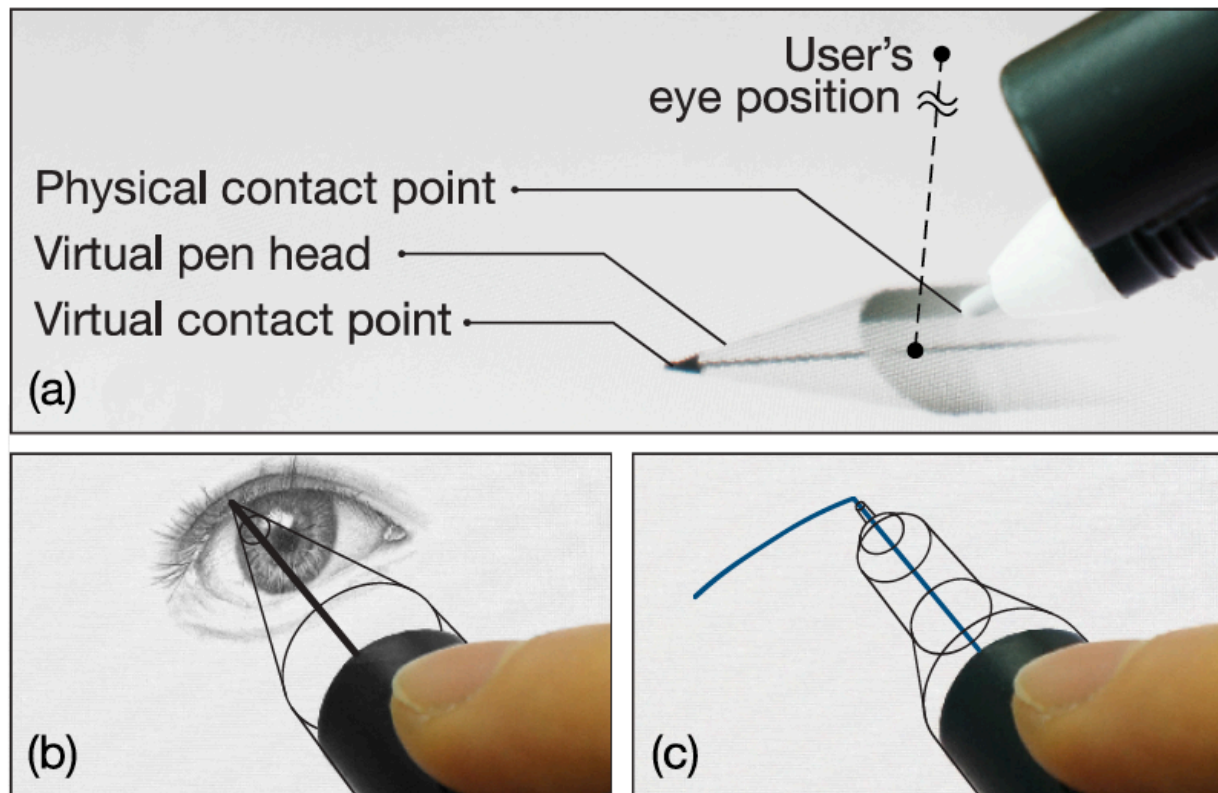 User's
eye position
Physical contact point
Virtual pen head
Virtual contact point
(a)
(b)
(c)